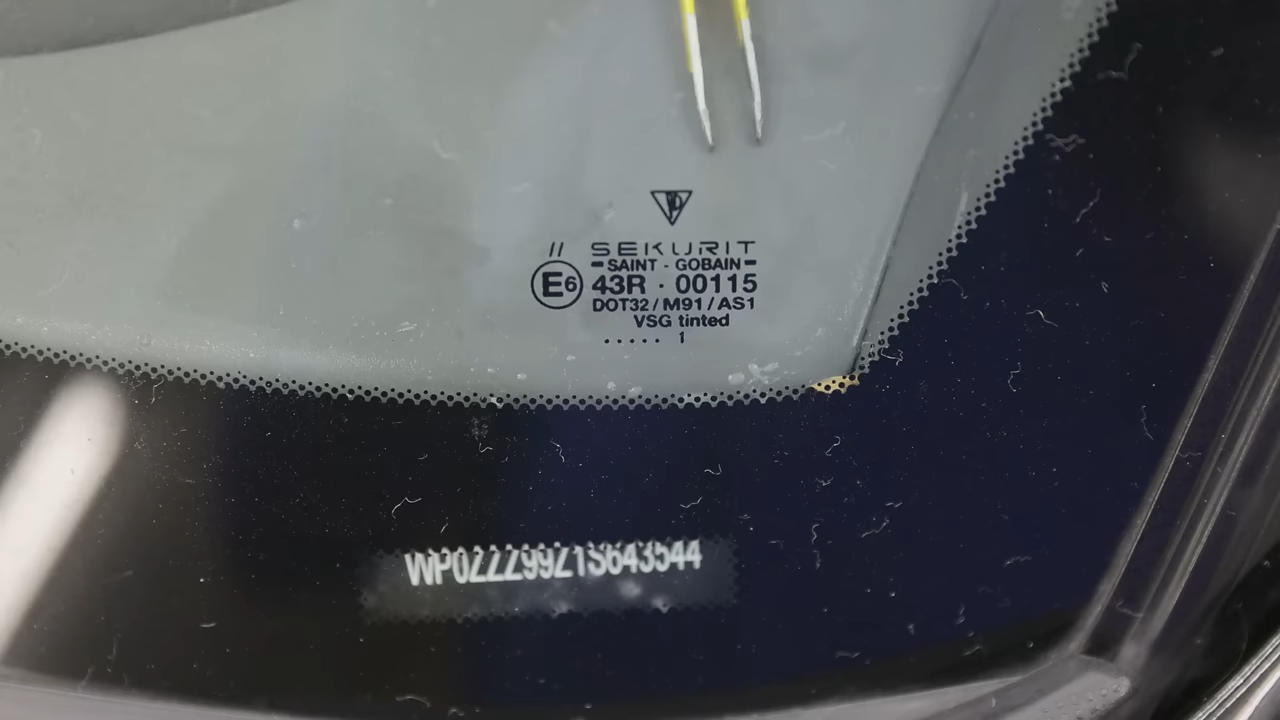 // SEKURIT
SAINT - GOBAIN
E6 43R · 00115
DOT32 / M91 / AS1
VSG tinted
..... 1
WP0ZZZ99Z1S643544